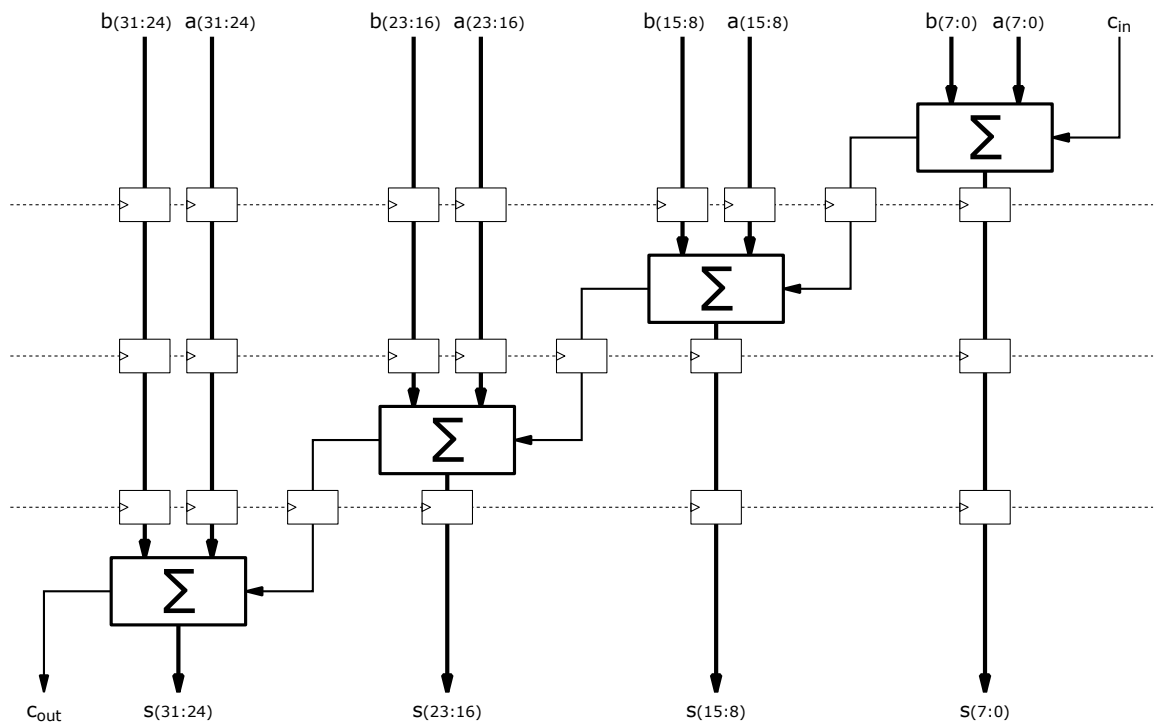 b(31:24) a(31:24) b(23:16) a(23:16) b(15:8) a(15:8) b(7:0) a(7:0) cin
Σ
Σ
Σ
Σ
cout s(31:24) s(23:16) s(15:8) s(7:0)